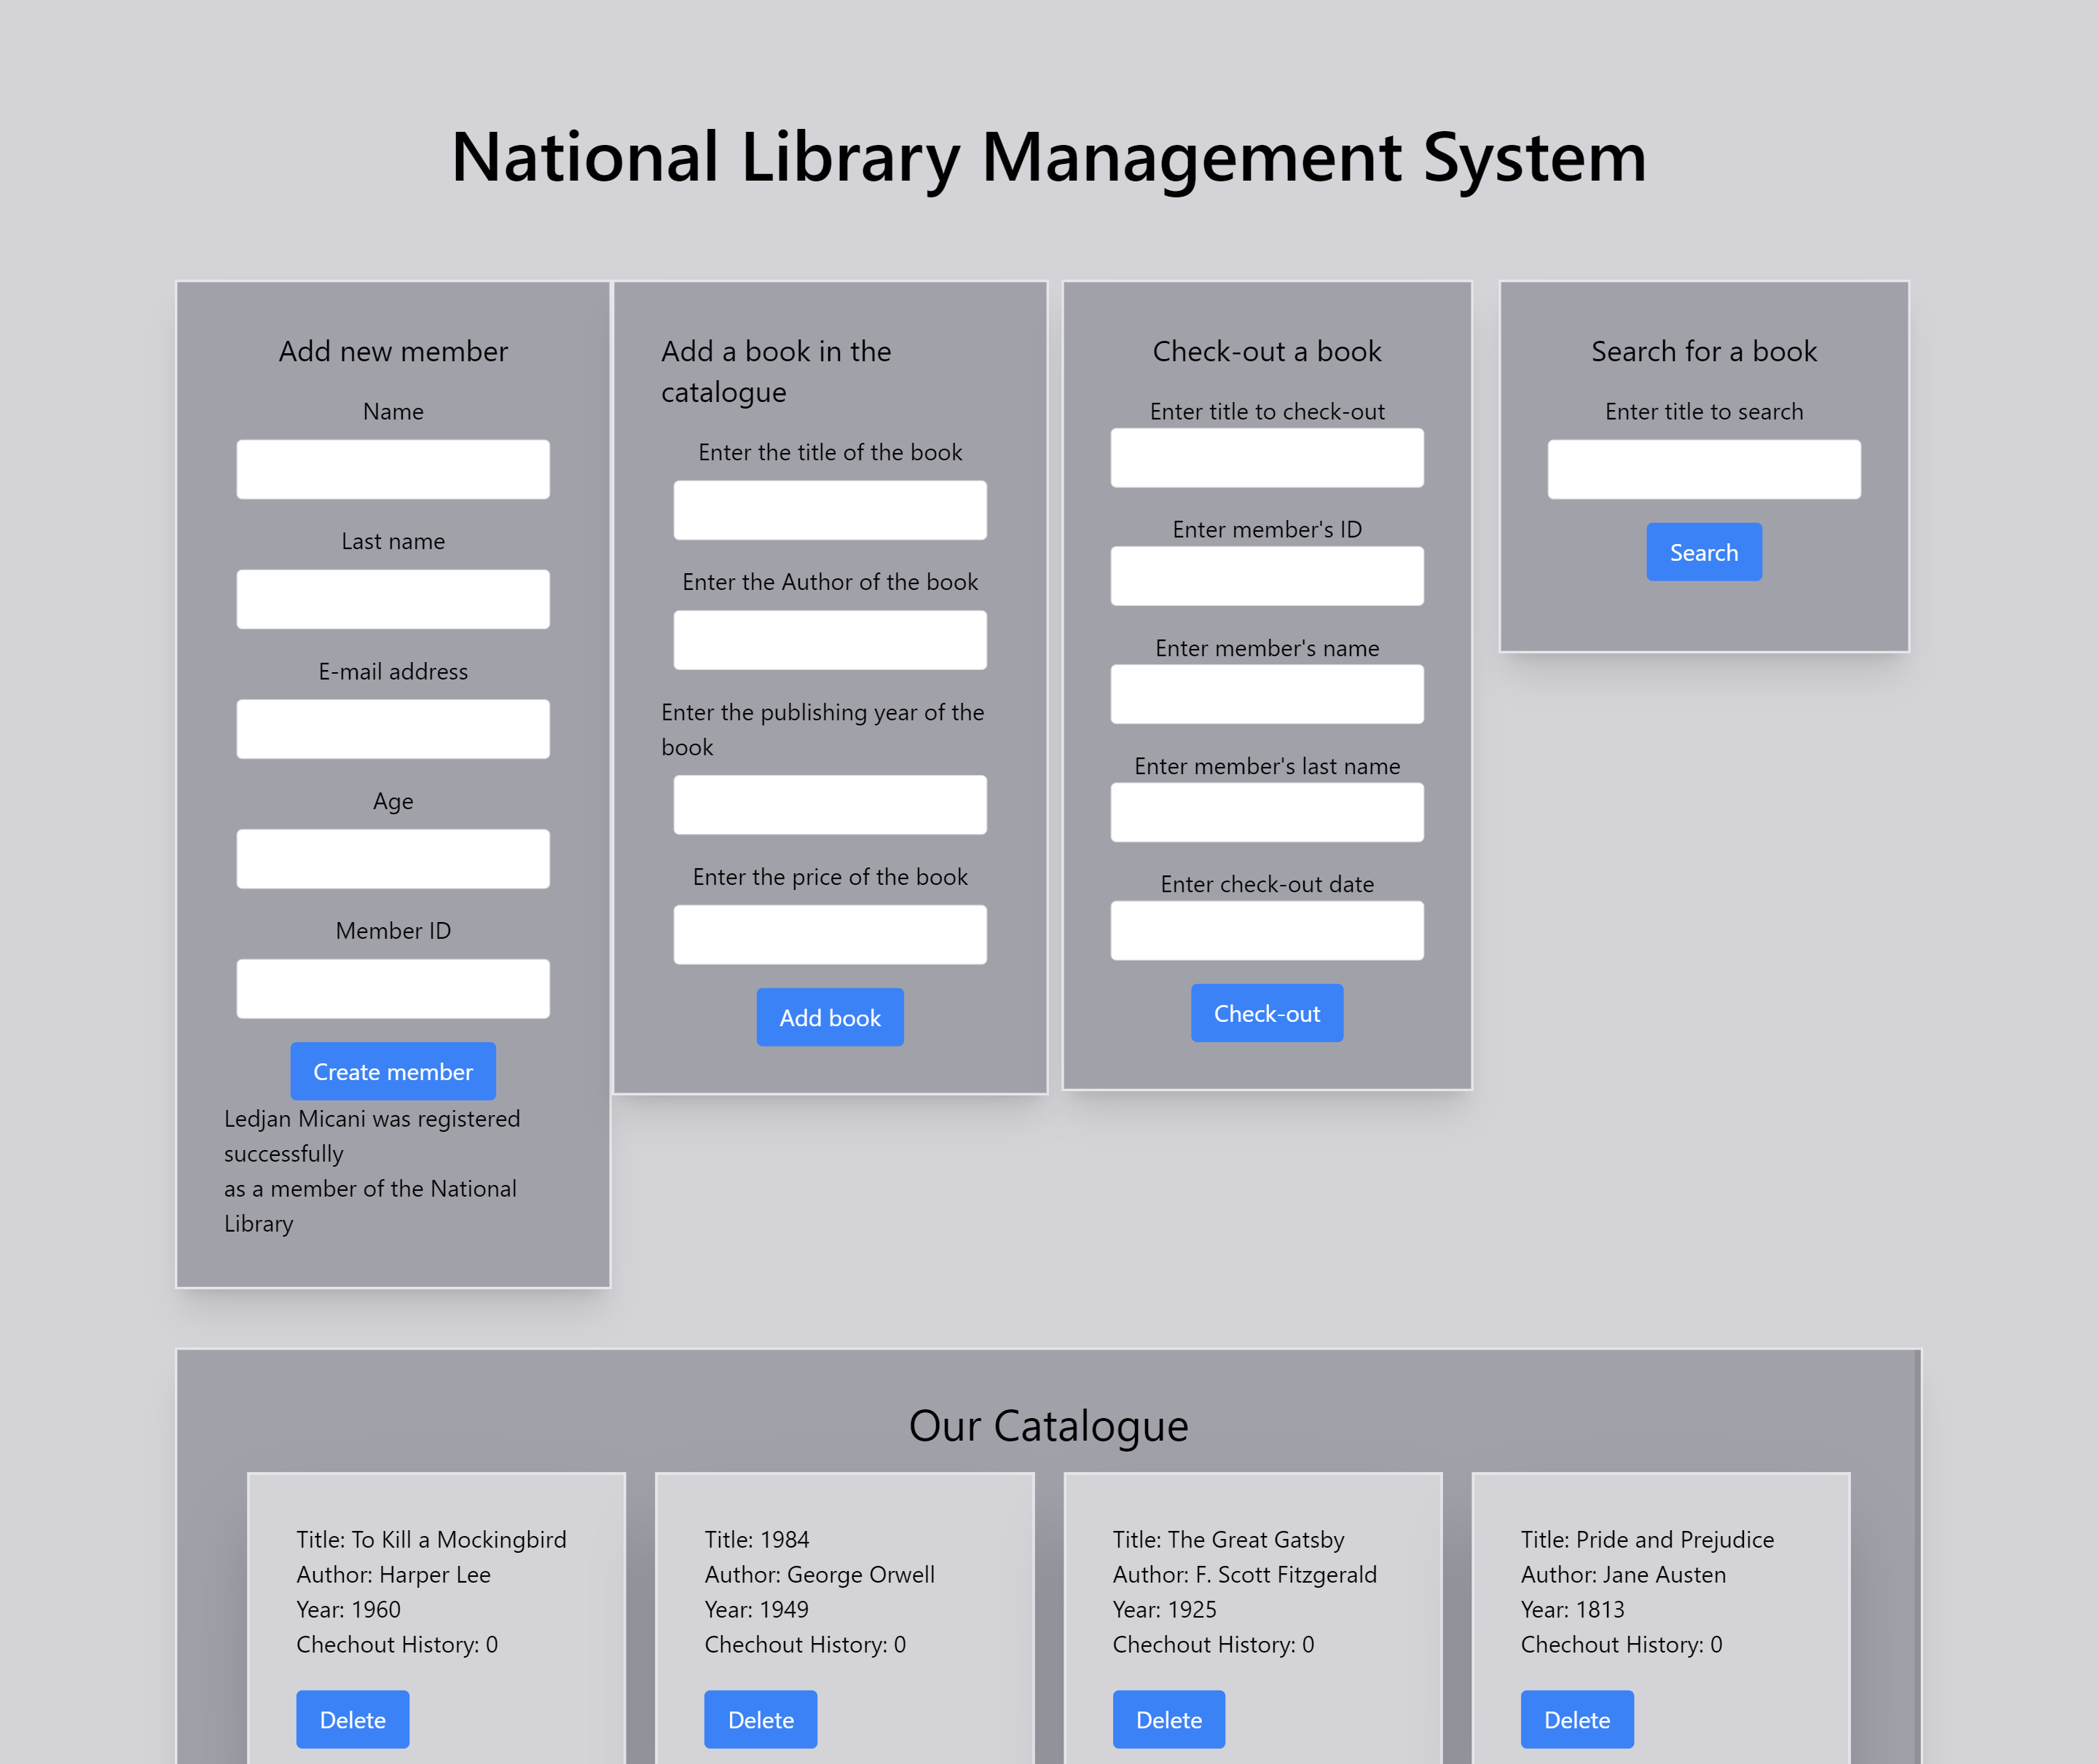 National Library Management System
Add new member
Name
Last name
E-mail address
Age
Member ID
Create member
Ledjan Micani was registered
successfully
as a member of the National
Library
Add a book in the
catalogue
Enter the title of the book
Enter the Author of the book
Enter the publishing year of the
book
Enter the price of the book
Add book
Check-out a book
Enter title to check-out
Enter member's ID
Enter member's name
Enter member's last name
Enter check-out date
Check-out
Search for a book
Enter title to search
Search
Our Catalogue
Title: To Kill a Mockingbird
Author: Harper Lee
Year: 1960
Chechout History: 0
Delete
Title: 1984
Author: George Orwell
Year: 1949
Chechout History: 0
Delete
Title: The Great Gatsby
Author: F. Scott Fitzgerald
Year: 1925
Chechout History: 0
Delete
Title: Pride and Prejudice
Author: Jane Austen
Year: 1813
Chechout History: 0
Delete